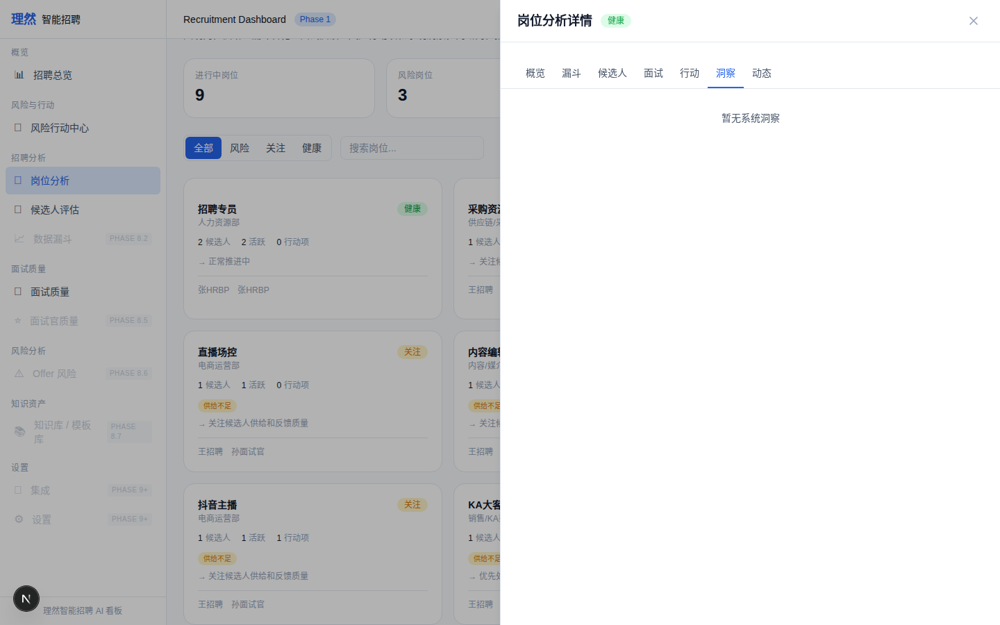 理然 智能招聘
概览
招聘总览
风险与行动
风险行动中心
招聘分析
岗位分析
候选人评估
数据漏斗 PHASE 8.2
面试质量
面试质量
面试官质量 PHASE 8.5
风险分析
Offer 风险 PHASE 8.6
知识资产
知识库 / 模板
库
PHASE
8.7
设置
集成 PHASE 9+
设置 PHASE 9+
理然智能招聘 AI 看板
Recruitment Dashboard Phase 1
进行中岗位
9
风险岗位
3
全部 风险 关注 健康 搜索岗位...
招聘专员 健康
人力资源部
2 候选人 2 活跃 0 行动项
→ 正常推进中
张HRBP 张HRBP
采购资
供应链/
1 候选人
→ 关注
王招聘
直播场控 关注
电商运营部
1 候选人 1 活跃 0 行动项
供给不足
→ 关注候选人供给和反馈质量
王招聘 孙面试官
内容编
内容/媒
1 候选人
供给不足
→ 关注
王招聘
抖音主播 关注
电商运营部
1 候选人 1 活跃 1 行动项
供给不足
→ 关注候选人供给和反馈质量
王招聘 孙面试官
KA大客
销售/KA
1 候选人
供给不足
→ 优先
王招聘
岗位分析详情 健康
概览 漏斗 候选人 面试 行动 洞察 动态
暂无系统洞察